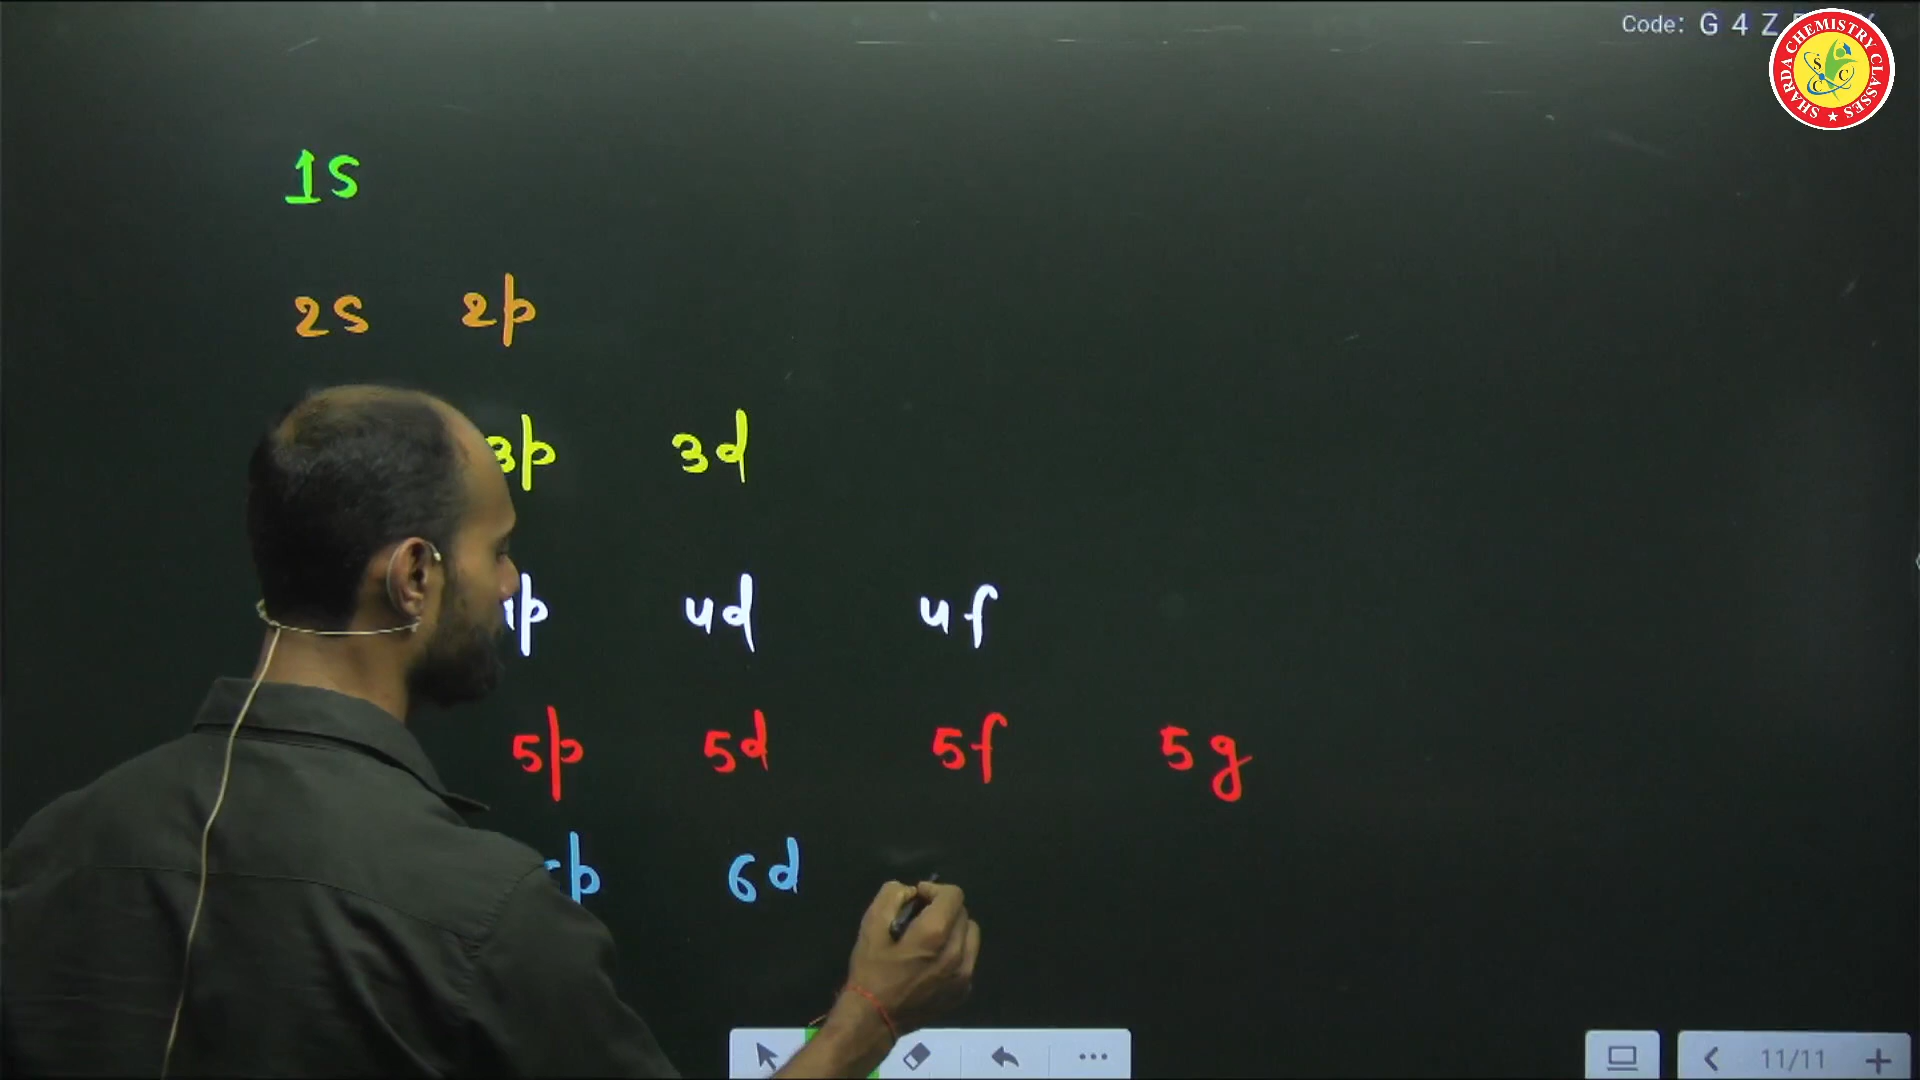 Code: G 4 Z
SHARDA CHEMISTRY CLASSES
S C C
1s
2s 2p
3p 3d
p 4d 4f
5p 5d 5f 5g
p 6d
11/11